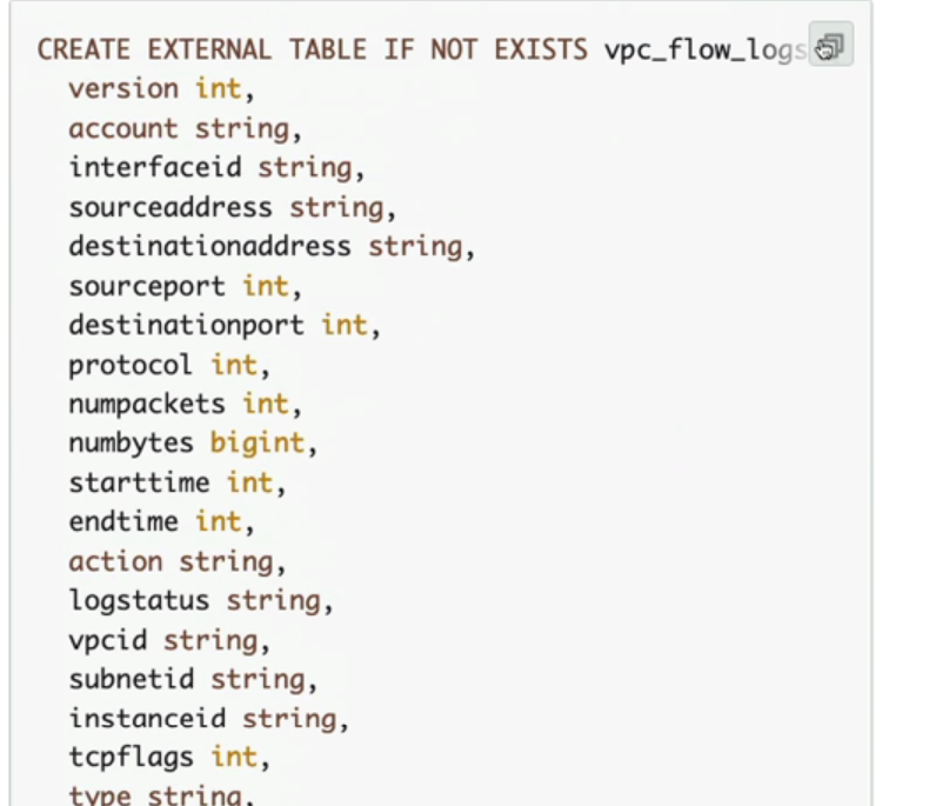 CREATE EXTERNAL TABLE IF NOT EXISTS vpc_flow_logs
version int,
account string,
interfaceid string,
sourceaddress string,
destinationaddress string,
sourceport int,
destinationport int,
protocol int,
numpackets int,
numbytes bigint,
starttime int,
endtime int,
action string,
logstatus string,
vpcid string,
subnetid string,
instanceid string,
tcpflags int,
type string,